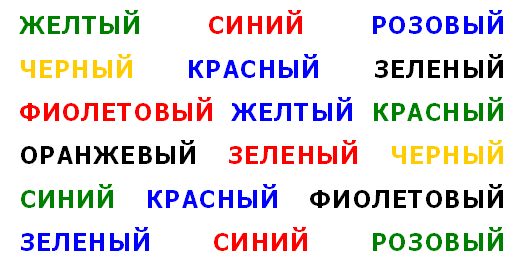 ЖЕЛТЫЙ СИНИЙ РОЗОВЫЙ
ЧЕРНЫЙ КРАСНЫЙ ЗЕЛЕНЫЙ
ФИОЛЕТОВЫЙ ЖЕЛТЫЙ КРАСНЫЙ
ОРАНЖЕВЫЙ ЗЕЛЕНЫЙ ЧЕРНЫЙ
СИНИЙ КРАСНЫЙ ФИОЛЕТОВЫЙ
ЗЕЛЕНЫЙ СИНИЙ РОЗОВЫЙ